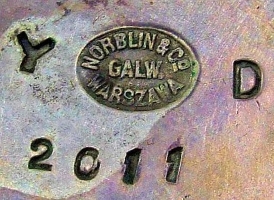 Y
NORBLIN & Co.
GALW.
WARSZAWA
D
2011